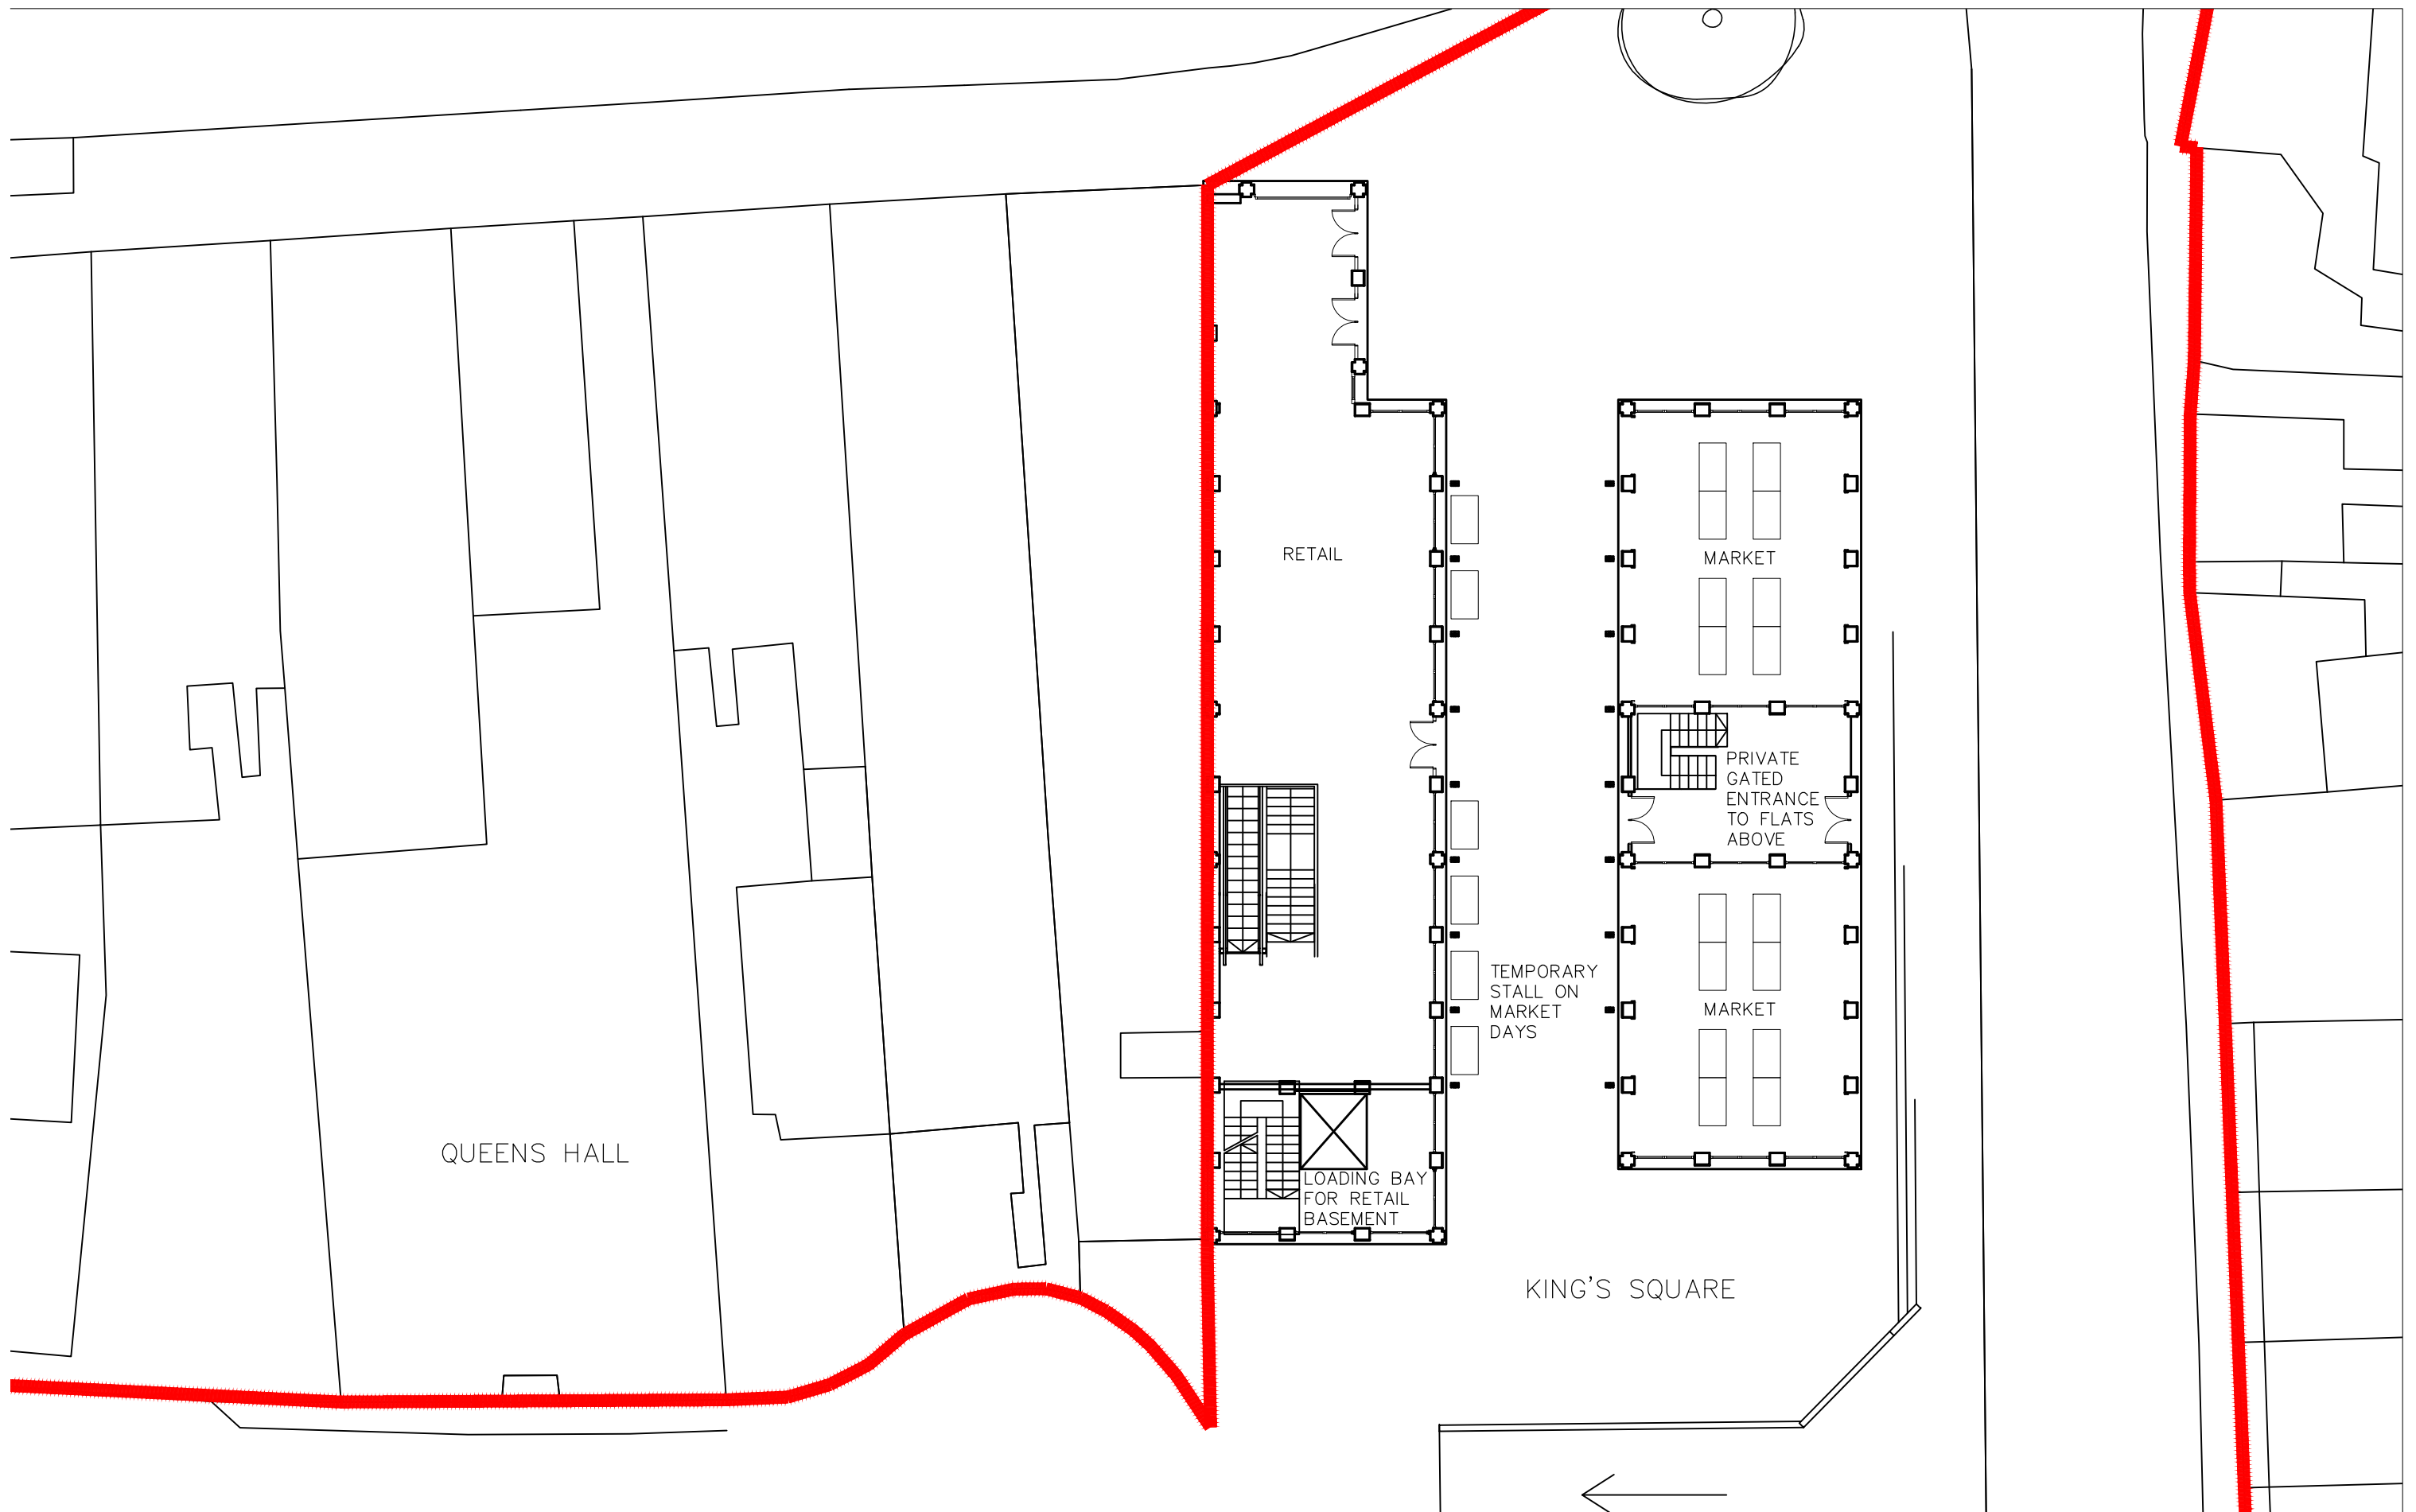 RETAIL
MARKET
PRIVATE
GATED
ENTRANCE
TO FLATS
ABOVE
TEMPORARY
STALL ON
MARKET
DAYS
MARKET
QUEENS HALL
LOADING BAY
FOR RETAIL
BASEMENT
KING'S SQUARE